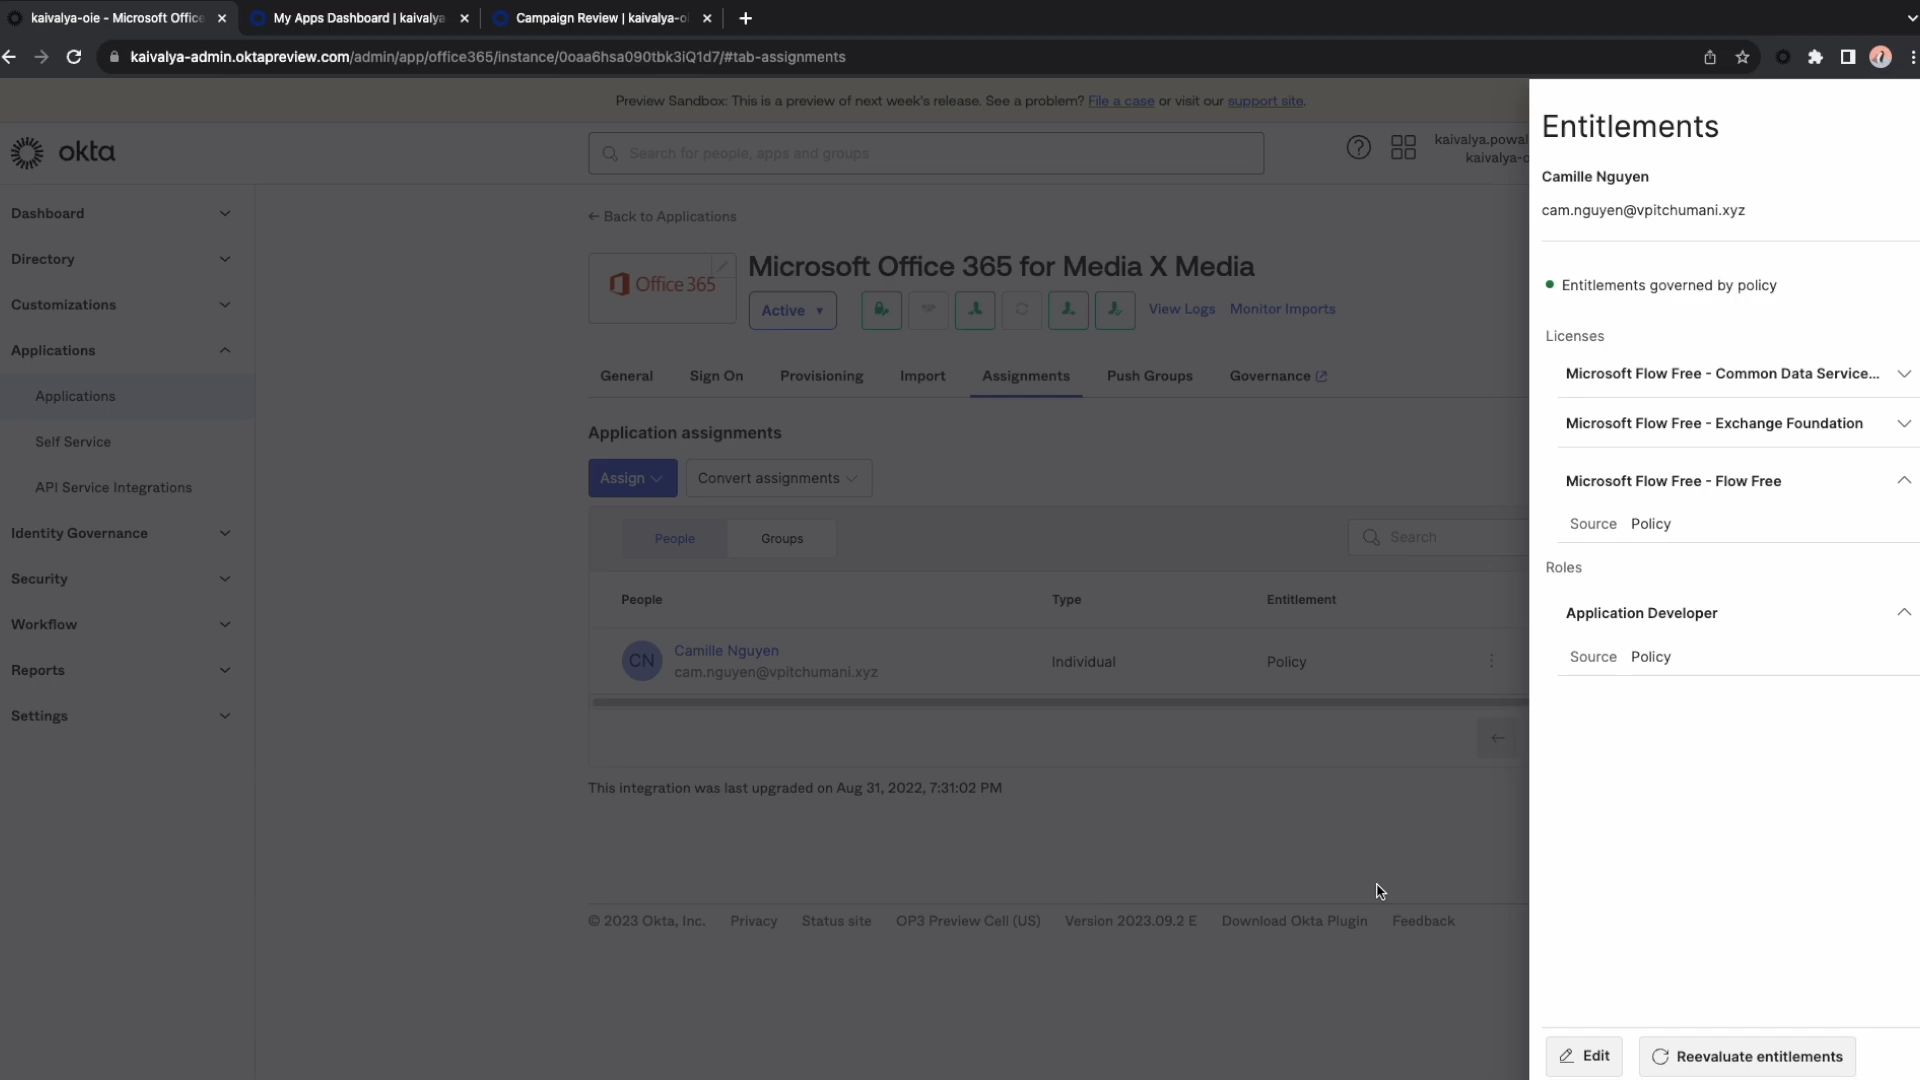 kaivalya-oie - Microsoft Office
My Apps Dashboard | kaivalya
Campaign Review | kaivalya-oi
kaivalya-admin.oktapreview.com/admin/app/office365/instance/0oaa6hsa090tbk3iQ1d7/#tab-assignments
Preview Sandbox: This is a preview of next week's release. See a problem? File a case or visit our support site.
okta
Search for people, apps and groups
kaivalya.powal
kaivalya-o
Dashboard
Directory
Customizations
Applications
Applications
Self Service
API Service Integrations
Identity Governance
Security
Workflow
Reports
Settings
← Back to Applications
Office 365
Microsoft Office 365 for Media X Media
Active
View Logs
Monitor Imports
General
Sign On
Provisioning
Import
Assignments
Push Groups
Governance
Application assignments
Assign
Convert assignments
People
Groups
Search
People
Type
Entitlement
CN
Camille Nguyen
cam.nguyen@vpitchumani.xyz
Individual
Policy
←
This integration was last upgraded on Aug 31, 2022, 7:31:02 PM
© 2023 Okta, Inc.
Privacy
Status site
OP3 Preview Cell (US)
Version 2023.09.2 E
Download Okta Plugin
Feedback
Entitlements
Camille Nguyen
cam.nguyen@vpitchumani.xyz
Entitlements governed by policy
Licenses
Microsoft Flow Free - Common Data Service...
Microsoft Flow Free - Exchange Foundation
Microsoft Flow Free - Flow Free
Source Policy
Roles
Application Developer
Source Policy
Edit
Reevaluate entitlements